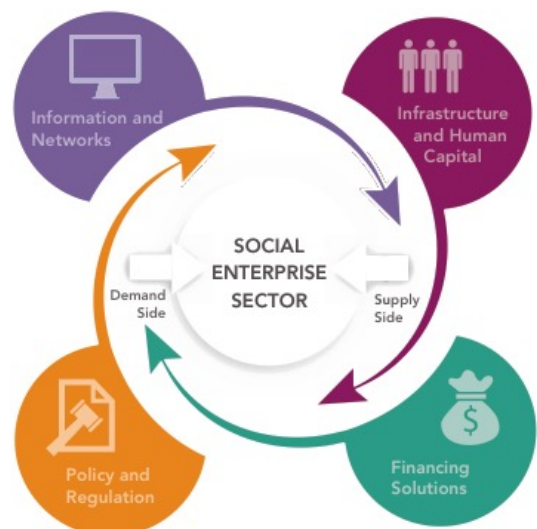 Information and
Networks
Infrastructure
and Human
Capital
SOCIAL
ENTERPRISE
SECTOR
Demand
Side
Supply
Side
Policy and
Regulation
$
Financing
Solutions